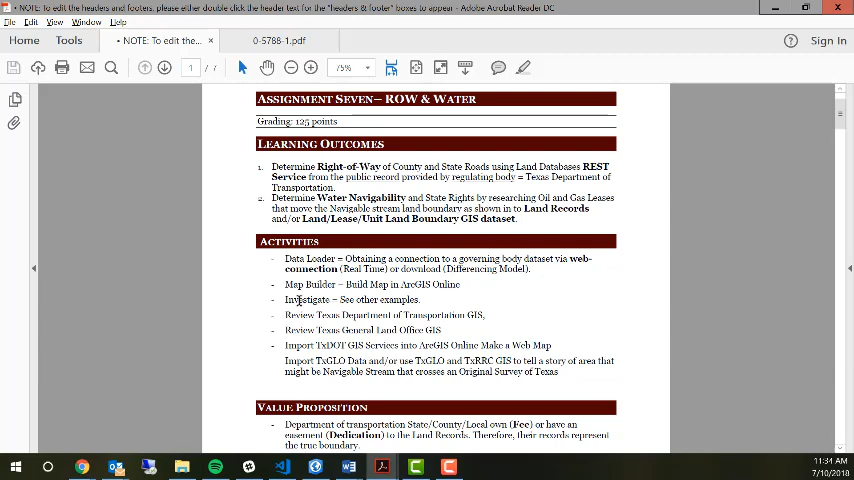 • NOTE: To edit the headers and footers, please either double click the header text for the "headers & footer" boxes to appear - Adobe Acrobat Reader DC
File Edit View Window Help
Home Tools • NOTE: To edit the... × 0-5788-1.pdf Sign In
1 / 7 75%
ASSIGNMENT SEVEN– ROW & WATER
Grading: 125 points
LEARNING OUTCOMES
1. Determine Right-of-Way of County and State Roads using Land Databases REST
Service from the public record provided by regulating body = Texas Department of
Transportation.
2. Determine Water Navigability and State Rights by researching Oil and Gas Leases
that move the Navigable stream land boundary as shown in to Land Records
and/or Land/Lease/Unit Land Boundary GIS dataset.
ACTIVITIES
- Data Loader = Obtaining a connection to a governing body dataset via web-
connection (Real Time) or download (Differencing Model).
- Map Builder – Build Map in ArcGIS Online
- Investigate – See other examples.
- Review Texas Department of Transportation GIS,
- Review Texas General Land Office GIS
- Import TxDOT GIS Services into ArcGIS Online Make a Web Map
Import TxGLO Data and/or use TxGLO and TxRRC GIS to tell a story of area that
might be Navigable Stream that crosses an Original Survey of Texas
VALUE PROPOSITION
- Department of transportation State/County/Local own (Fee) or have an
easement (Dedication) to the Land Records. Therefore, their records represent
the true boundary.
11:34 AM
7/10/2018